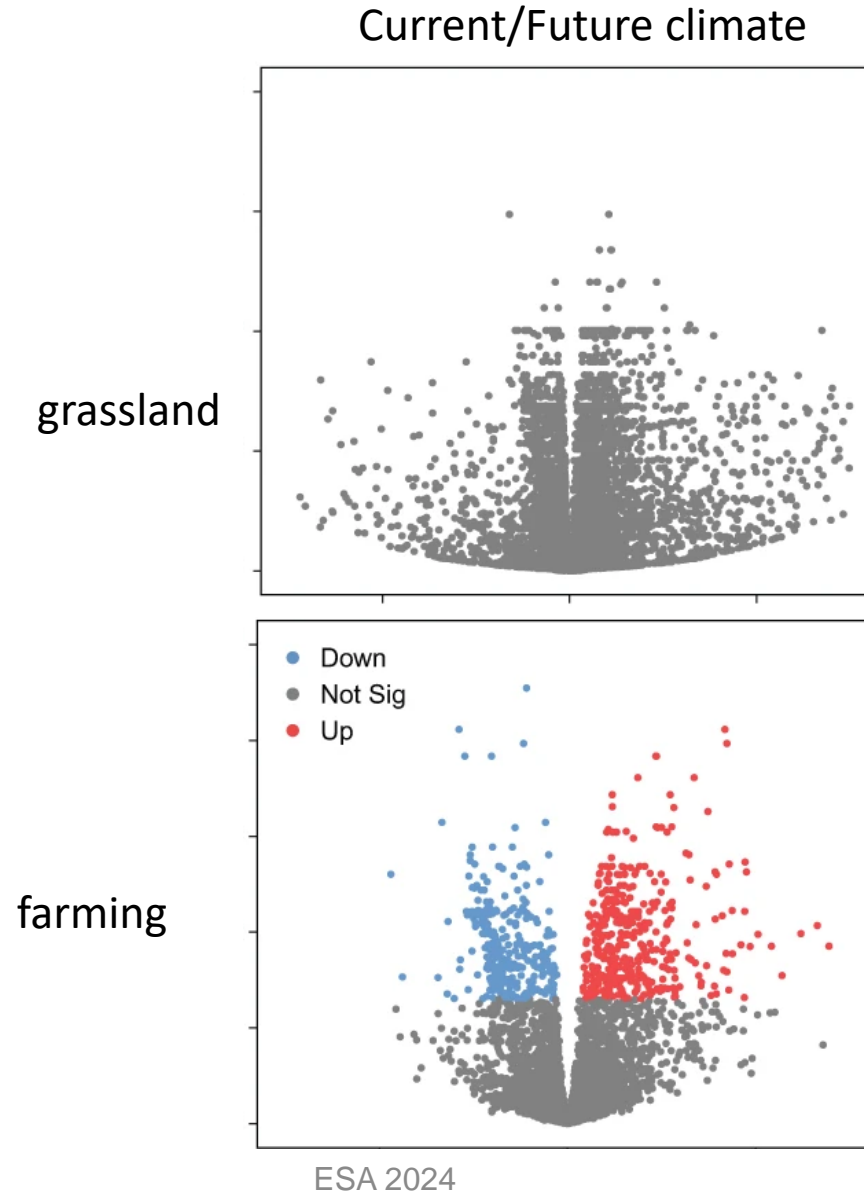 Current/Future climate
grassland
Down
Not Sig
Up
farming
ESA 2024